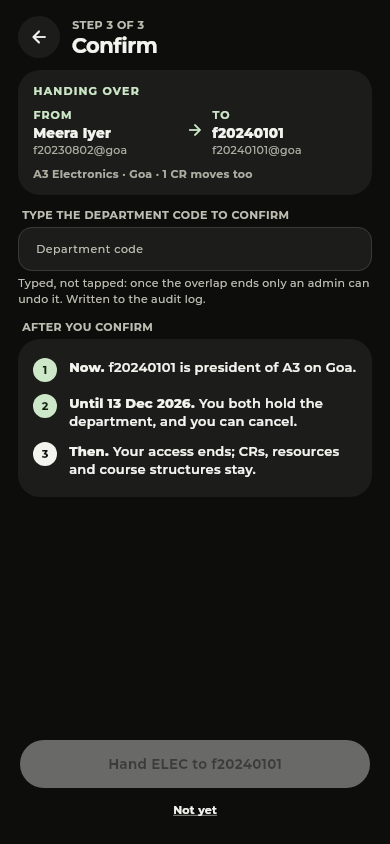 STEP 3 OF 3
Confirm
HANDING OVER
FROM
Meera Iyer
f20230802@goa
→
TO
f20240101
f20240101@goa
A3 Electronics · Goa · 1 CR moves too
TYPE THE DEPARTMENT CODE TO CONFIRM
Department code
Typed, not tapped: once the overlap ends only an admin can
undo it. Written to the audit log.
AFTER YOU CONFIRM
1 Now. f20240101 is president of A3 on Goa.
2 Until 13 Dec 2026. You both hold the
department, and you can cancel.
3 Then. Your access ends; CRs, resources
and course structures stay.
Hand ELEC to f20240101
Not yet